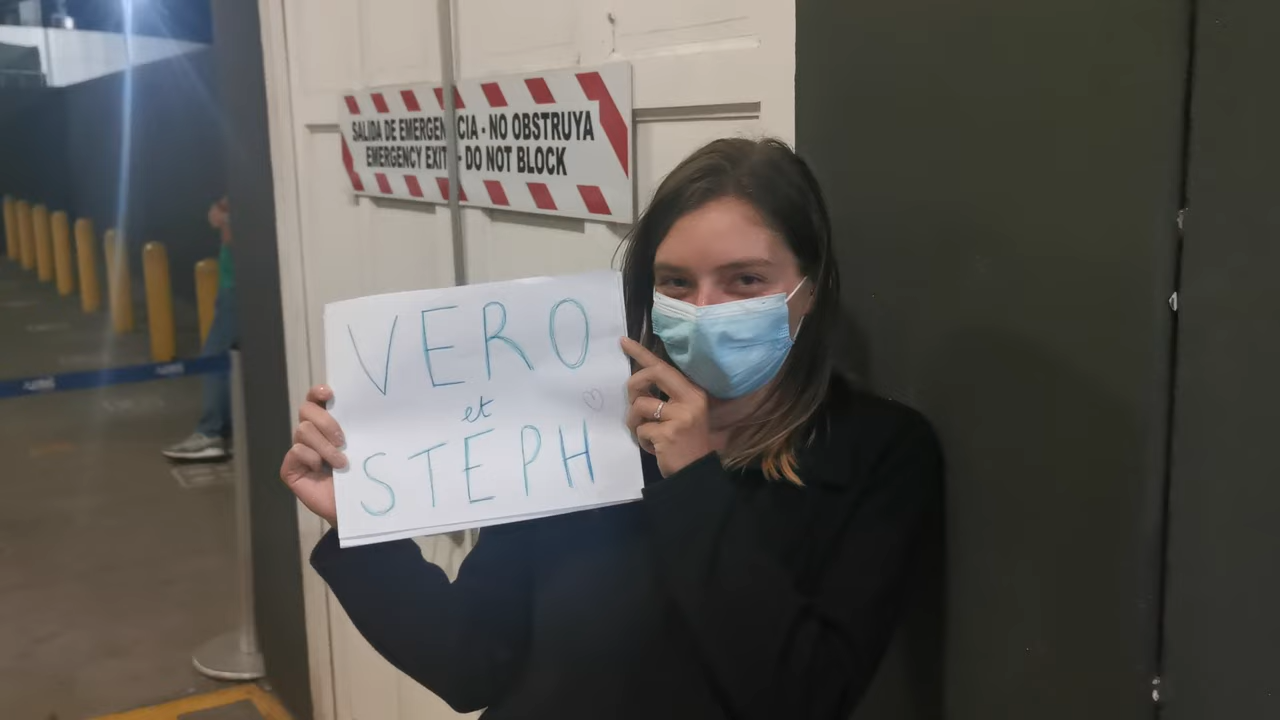 SALIDA DE EMERGENCIA - NO OBSTRUYA
EMERGENCY EXIT - DO NOT BLOCK
VERO
et
STEPH